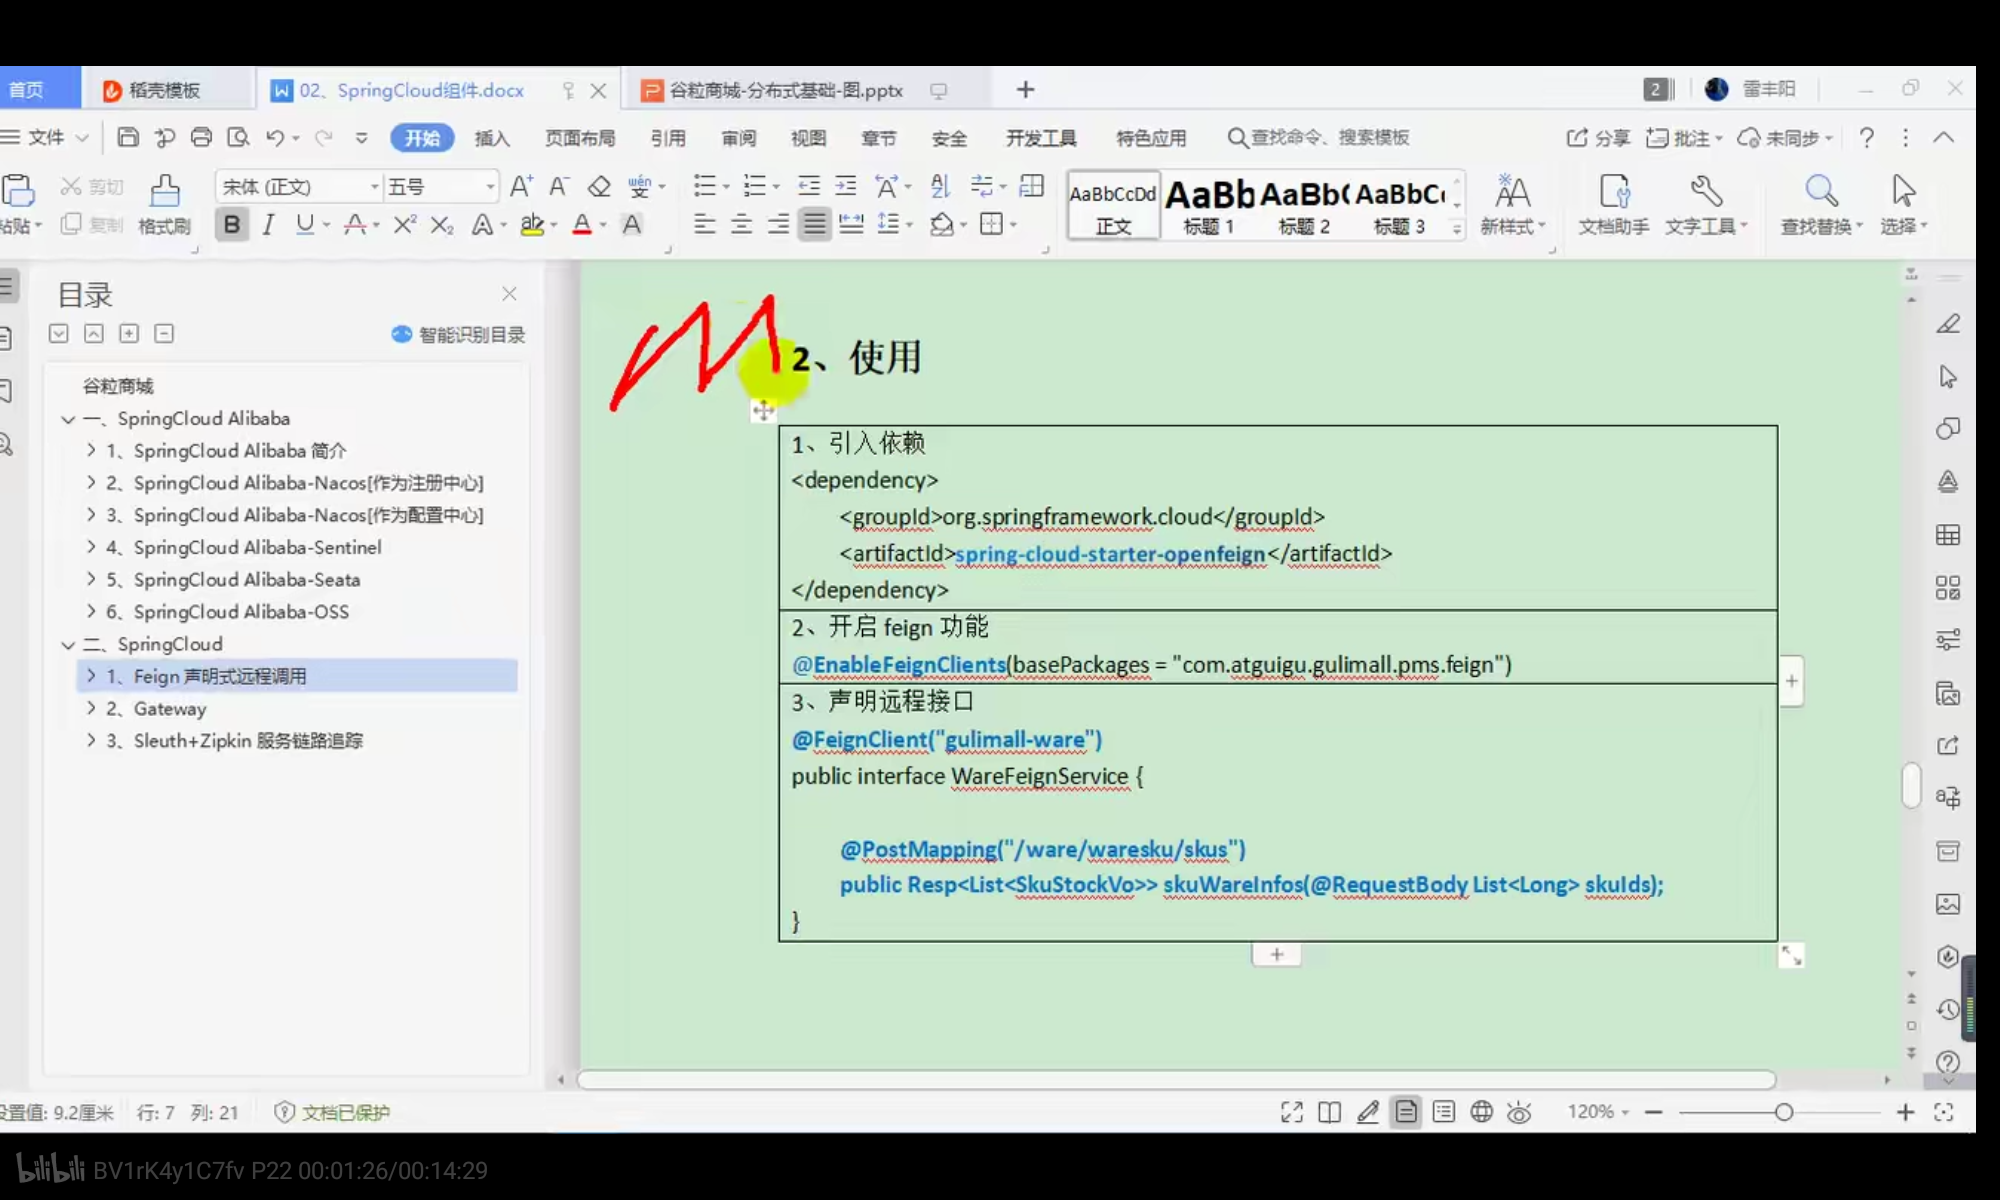 首页 稻壳模板 02、SpringCloud组件.docx 谷粒商城-分布式基础-图.pptx 2 雷丰阳
文件 开始 插入 页面布局 引用 审阅 视图 章节 安全 开发工具 特色应用 查找命令、搜索模板 分享 批注 未同步
剪切 宋体 (正文) 五号 AaBbCcDd AaBb AaBb( AaBbC
粘贴 复制 格式刷 正文 标题 1 标题 2 标题 3 新样式 文档助手 文字工具 查找替换 选择
目录
智能识别目录
谷粒商城
一、SpringCloud Alibaba
1、SpringCloud Alibaba 简介
2、SpringCloud Alibaba-Nacos[作为注册中心]
3、SpringCloud Alibaba-Nacos[作为配置中心]
4、SpringCloud Alibaba-Sentinel
5、SpringCloud Alibaba-Seata
6、SpringCloud Alibaba-OSS
二、SpringCloud
1、Feign 声明式远程调用
2、Gateway
3、Sleuth+Zipkin 服务链路追踪
2、使用
1、引入依赖
<dependency>
<groupId>org.springframework.cloud</groupId>
<artifactId>spring-cloud-starter-openfeign</artifactId>
</dependency>
2、开启 feign 功能
@EnableFeignClients(basePackages = "com.atguigu.gulimall.pms.feign")
3、声明远程接口
@FeignClient("gulimall-ware")
public interface WareFeignService {
@PostMapping("/ware/waresku/skus")
public Resp<List<SkuStockVo>> skuWareInfos(@RequestBody List<Long> skuIds);
}
设置值: 9.2厘米 行: 7 列: 21 文档已保护 120%
bilibili BV1rK4y1C7fv P22 00:01:26/00:14:29